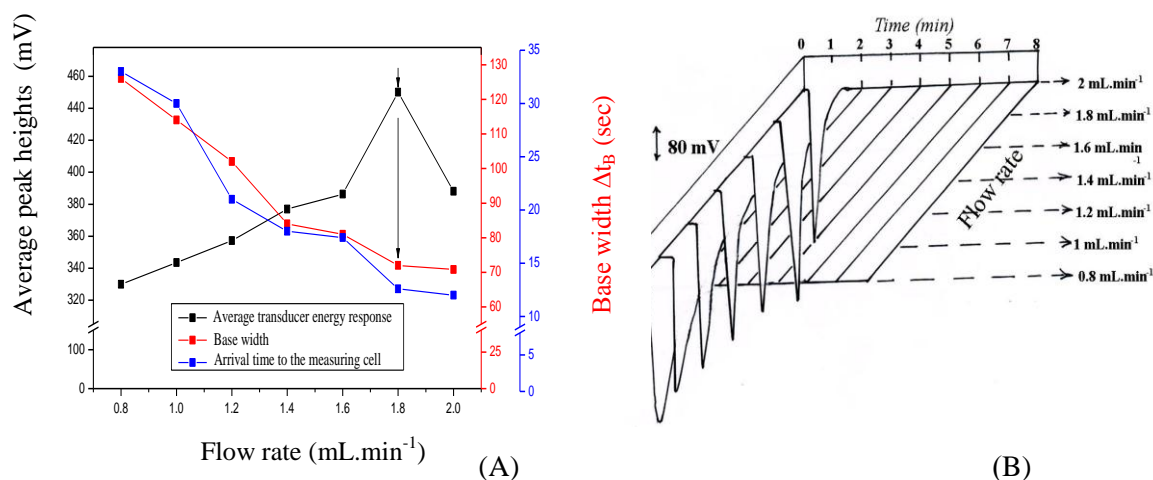 (A)
Average peak heights (mV)
460
440
420
400
380
360
340
320
100
0
0.8
1.0
1.2
1.4
1.6
1.8
2.0
Flow rate (mL.min-1)
130
120
110
100
90
80
70
60
25
0
Base width ΔtB (sec)
35
30
25
20
15
10
5
0
Average transducer energy response
Base width
Arrival time to the measuring cell
(B)
Time (min)
0 1 2 3 4 5 6 7 8
80 mV
2 mL.min-1
1.8 mL.min-1
1.6 mL.min
-1
1.4 mL.min-1
1.2 mL.min-1
1 mL.min-1
0.8 mL.min-1
Flow rate